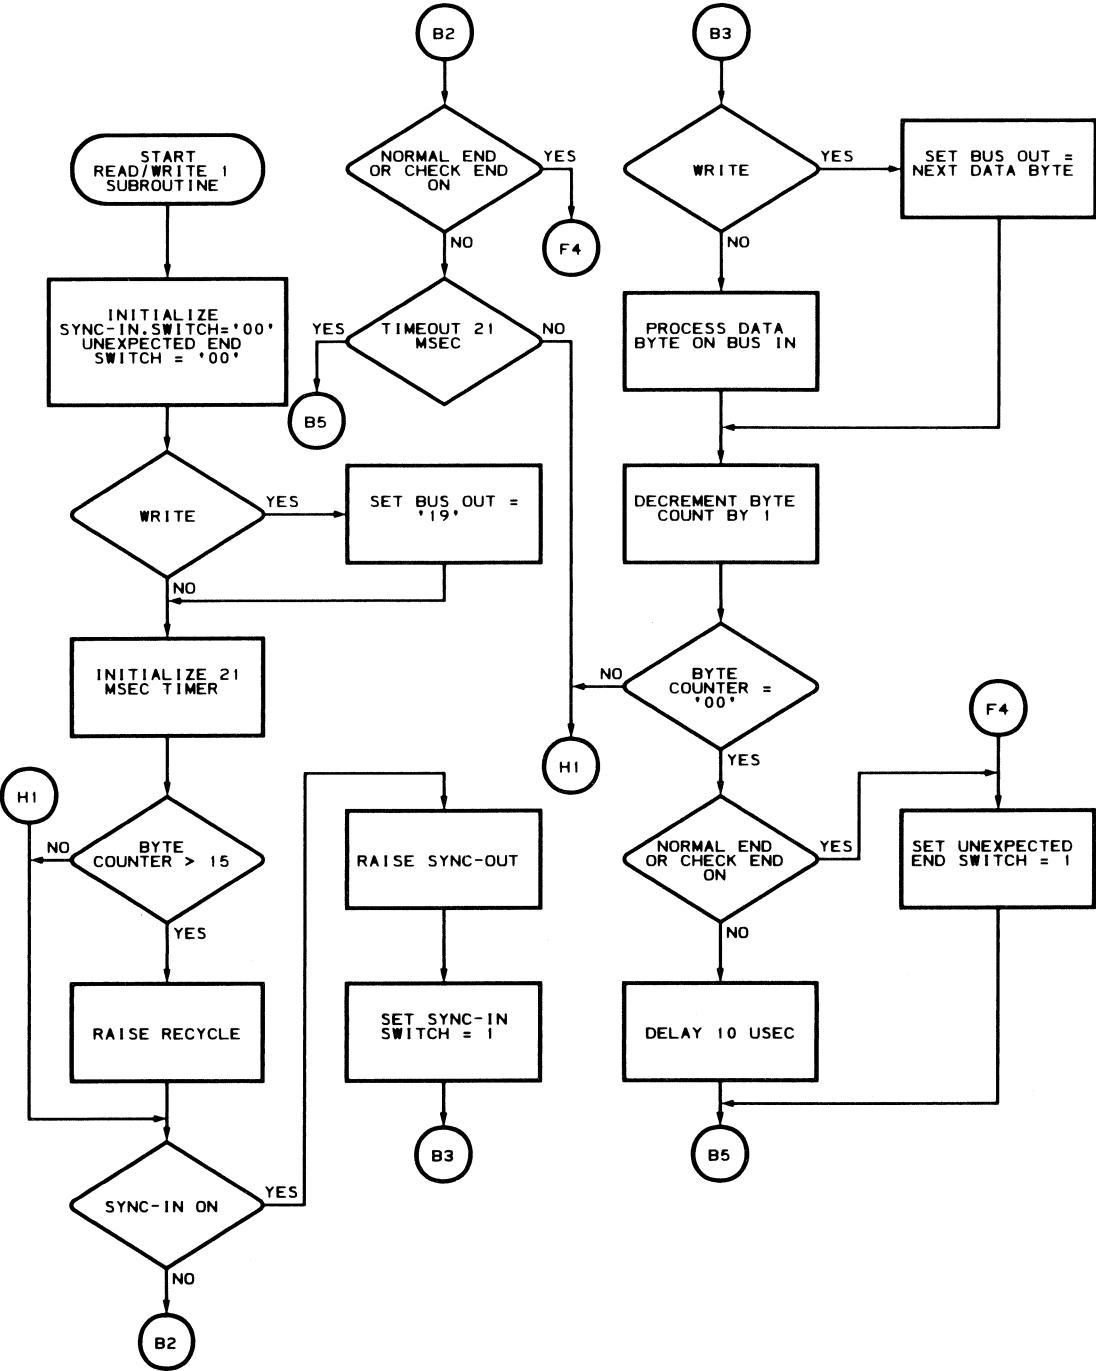 START
READ/WRITE 1
SUBROUTINE
INITIALIZE
SYNC-IN.SWITCH='00'
UNEXPECTED END
SWITCH = '00'
WRITE
YES
SET BUS OUT =
'19'
NO
INITIALIZE 21
MSEC TIMER
H1
NO
BYTE
COUNTER > 15
YES
RAISE RECYCLE
SYNC-IN ON
YES
NO
B2
B2
NORMAL END
OR CHECK END
ON
YES
F4
NO
YES
TIMEOUT 21
MSEC
NO
B5
H1
RAISE SYNC-OUT
SET SYNC-IN
SWITCH = 1
B3
B3
WRITE
YES
SET BUS OUT =
NEXT DATA BYTE
NO
PROCESS DATA
BYTE ON BUS IN
DECREMENT BYTE
COUNT BY 1
NO
BYTE
COUNTER =
'00'
YES
NORMAL END
OR CHECK END
ON
YES
F4
SET UNEXPECTED
END SWITCH = 1
NO
DELAY 10 USEC
B5